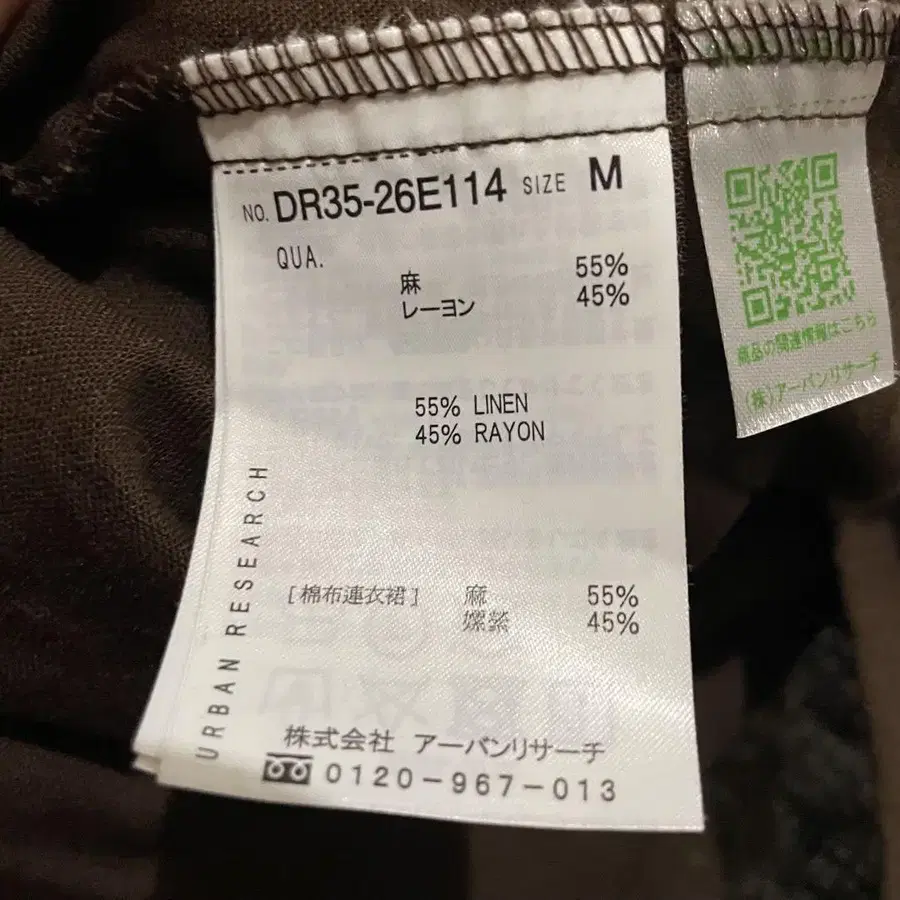 NO. DR35-26E114 SIZE M
QUA.
麻 55%
レーヨン 45%
55% LINEN
45% RAYON
URBAN RESEARCH
[棉布連衣裙] 麻 55%
嫘縈 45%
株式会社 アーバンリサーチ
0120-967-013
商品の関連情報はこちら
(株)アーバンリサーチ